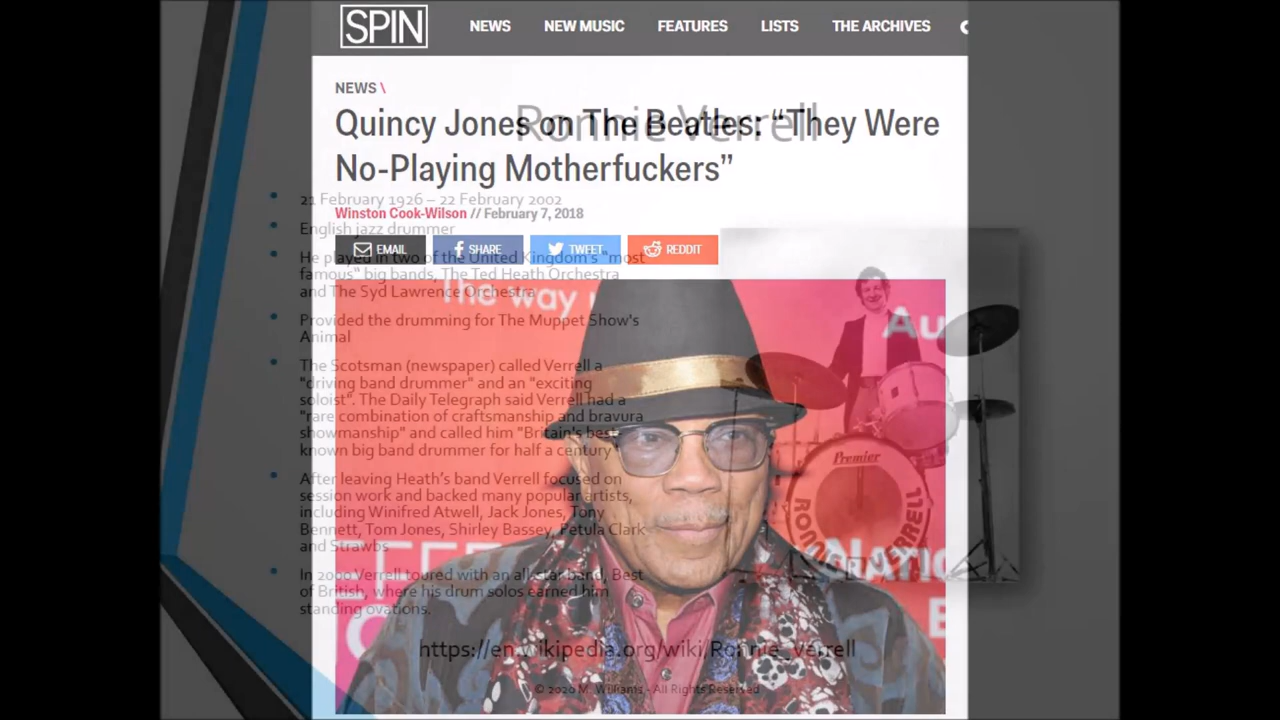 SPIN
NEWS NEW MUSIC FEATURES LISTS THE ARCHIVES
NEWS \
Quincy Jones on The Beatles: “They Were
No-Playing Motherfuckers”
Winston Cook-Wilson // February 7, 2018
EMAIL SHARE TWEET REDDIT
The way
Au
Ronnie Verrell
21 February 1926 – 22 February 2002
English jazz drummer
He played in two of the United Kingdom's "most
famous" big bands, The Ted Heath Orchestra
and The Syd Lawrence Orchestra
Provided the drumming for The Muppet Show's
Animal
The Scotsman (newspaper) called Verrell a
"driving band drummer" and an "exciting
soloist". The Daily Telegraph said Verrell had a
"rare combination of craftsmanship and bravura
showmanship" and called him "Britain's best
known big band drummer for half a century"
After leaving Heath’s band Verrell focused on
session work and backed many popular artists,
including Winifred Atwell, Jack Jones, Tony
Bennett, Tom Jones, Shirley Bassey, Petula Clark
and Strawbs
In 2000 Verrell toured with an all-star band, Best
of British, where his drum solos earned him
standing ovations.
Premier
RONNIE VERRELL
https://en.wikipedia.org/wiki/Ronnie_Verrell
© 2020 M. Williams - All Rights Reserved